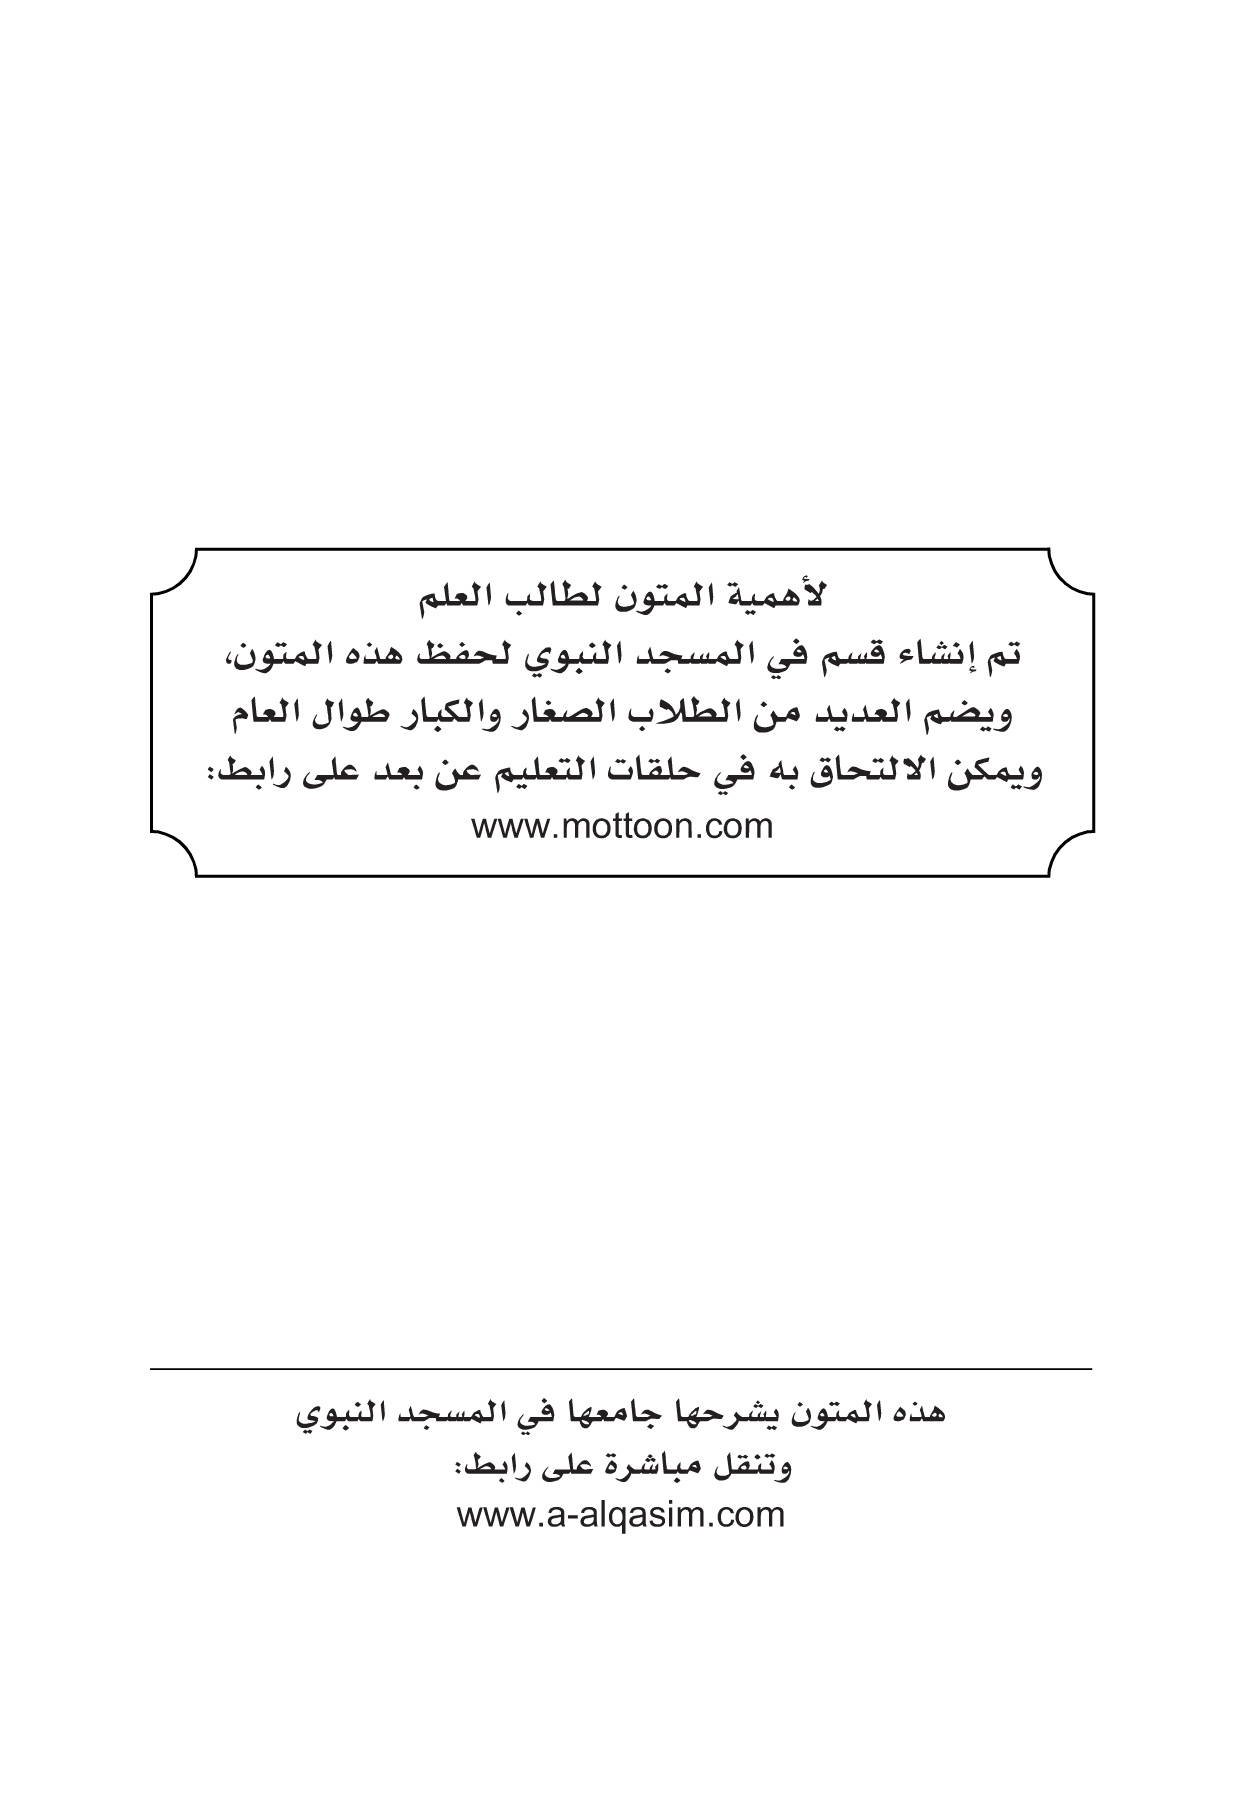 لأهمية المتون لطالب العلم
تم إنشاء قسم في المسجد النبوي لحفظ هذه المتون،
ويضم العديد من الطلاب الصغار والكبار طوال العام
ويمكن الالتحاق به في حلقات التعليم عن بعد على رابط:
www.mottoon.com
هذه المتون يشرحها جامعها في المسجد النبوي
وتنقل مباشرة على رابط:
www.a-alqasim.com